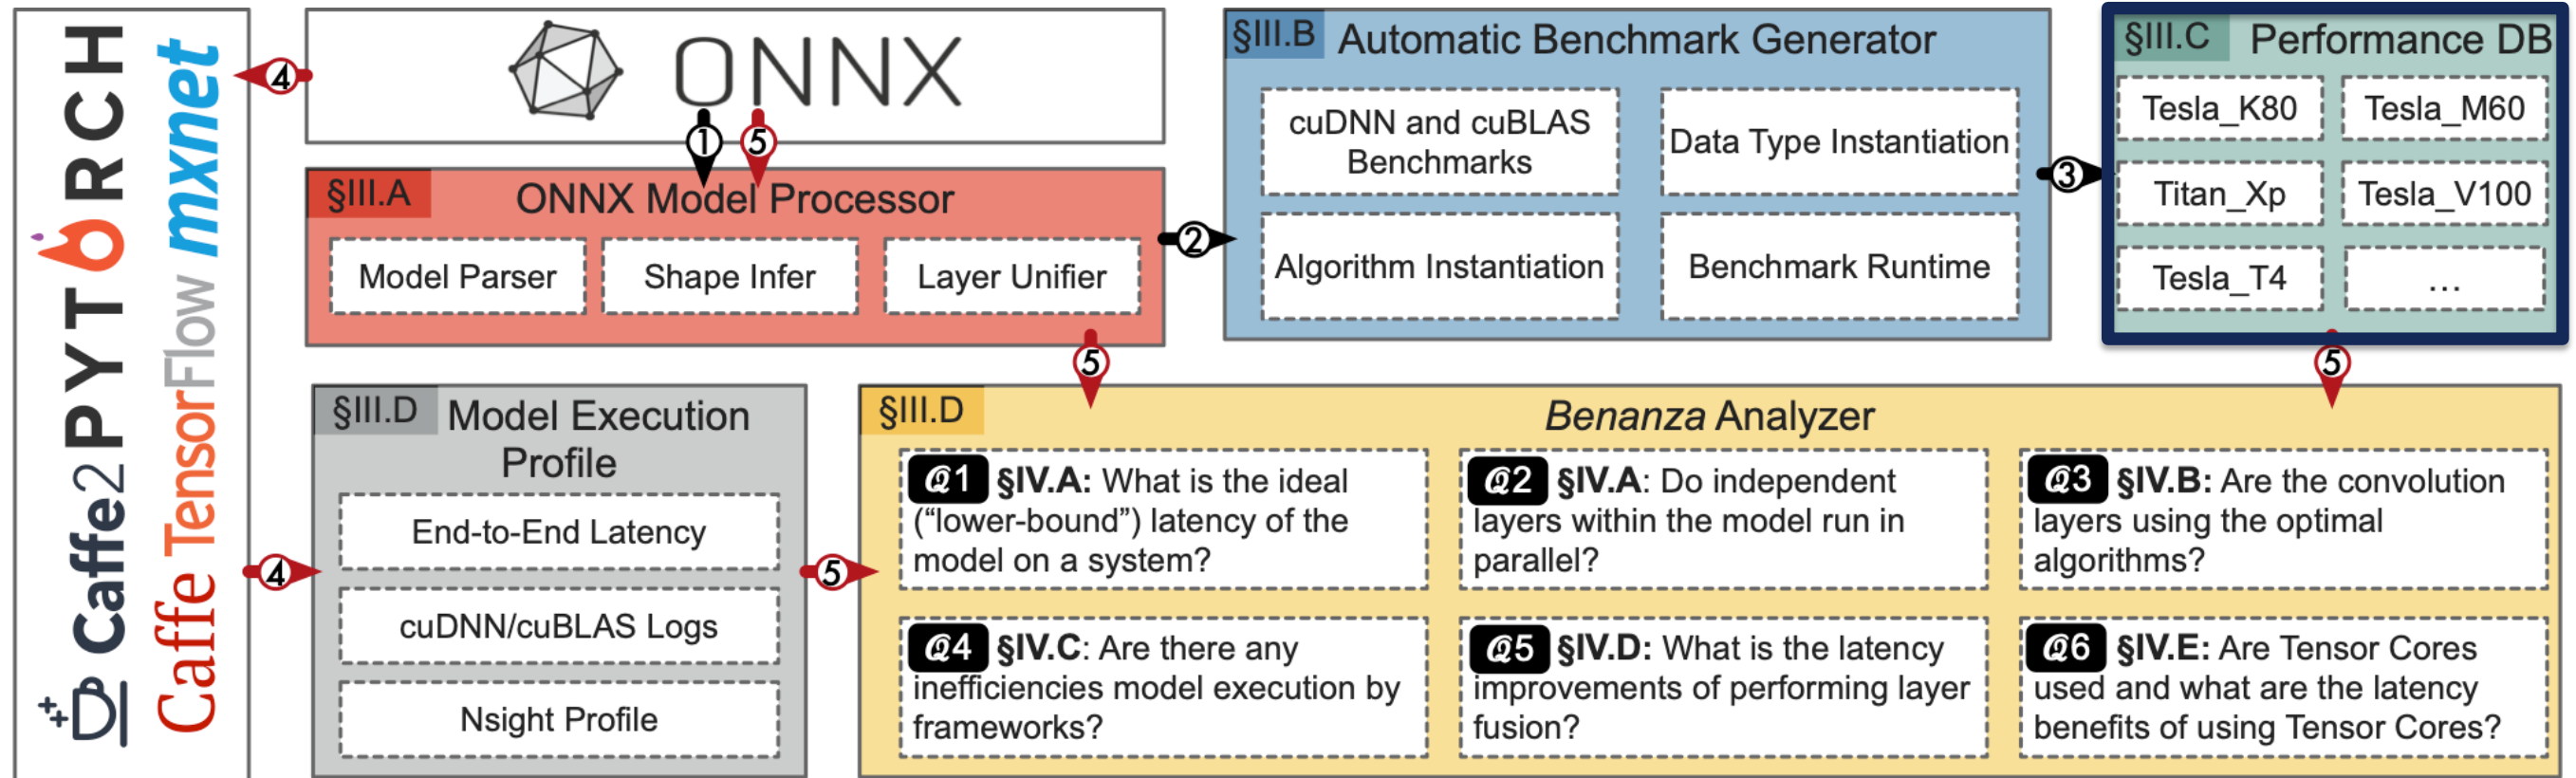 PYTORCH
Caffe2
mxnet
TensorFlow
Caffe
4
ONNX
1
5
§III.A
ONNX Model Processor
Model Parser
Shape Infer
Layer Unifier
2
§III.B
Automatic Benchmark Generator
cuDNN and cuBLAS
Benchmarks
Data Type Instantiation
Algorithm Instantiation
Benchmark Runtime
3
§III.C
Performance DB
Tesla_K80
Tesla_M60
Titan_Xp
Tesla_V100
Tesla_T4
...
5
5
4
§III.D
Model Execution
Profile
End-to-End Latency
cuDNN/cuBLAS Logs
Nsight Profile
5
§III.D
Benanza Analyzer
Q1 §IV.A: What is the ideal
(“lower-bound”) latency of the
model on a system?
Q2 §IV.A: Do independent
layers within the model run in
parallel?
Q3 §IV.B: Are the convolution
layers using the optimal
algorithms?
Q4 §IV.C: Are there any
inefficiencies model execution by
frameworks?
Q5 §IV.D: What is the latency
improvements of performing layer
fusion?
Q6 §IV.E: Are Tensor Cores
used and what are the latency
benefits of using Tensor Cores?